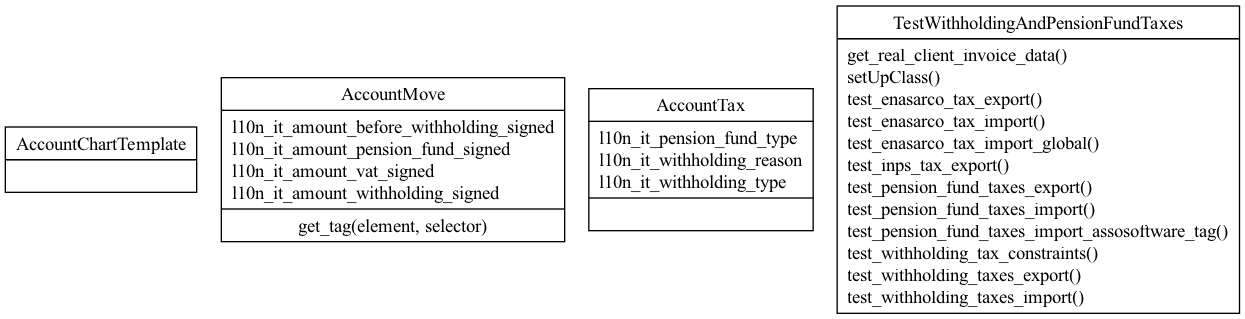 AccountChartTemplate
AccountMove
l10n_it_amount_before_withholding_signed
l10n_it_amount_pension_fund_signed
l10n_it_amount_vat_signed
l10n_it_amount_withholding_signed
get_tag(element, selector)
AccountTax
l10n_it_pension_fund_type
l10n_it_withholding_reason
l10n_it_withholding_type
TestWithholdingAndPensionFundTaxes
get_real_client_invoice_data()
setUpClass()
test_enasarco_tax_export()
test_enasarco_tax_import()
test_enasarco_tax_import_global()
test_inps_tax_export()
test_pension_fund_taxes_export()
test_pension_fund_taxes_import()
test_pension_fund_taxes_import_assosoftware_tag()
test_withholding_tax_constraints()
test_withholding_taxes_export()
test_withholding_taxes_import()